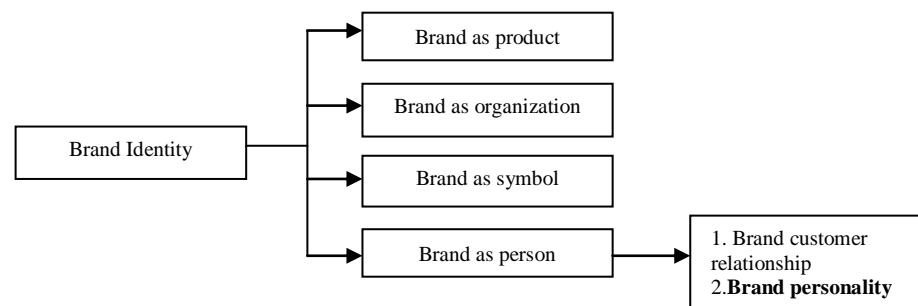 Brand as product
Brand as organization
Brand Identity
Brand as symbol
Brand as person
1. Brand customer
relationship
2.Brand personality